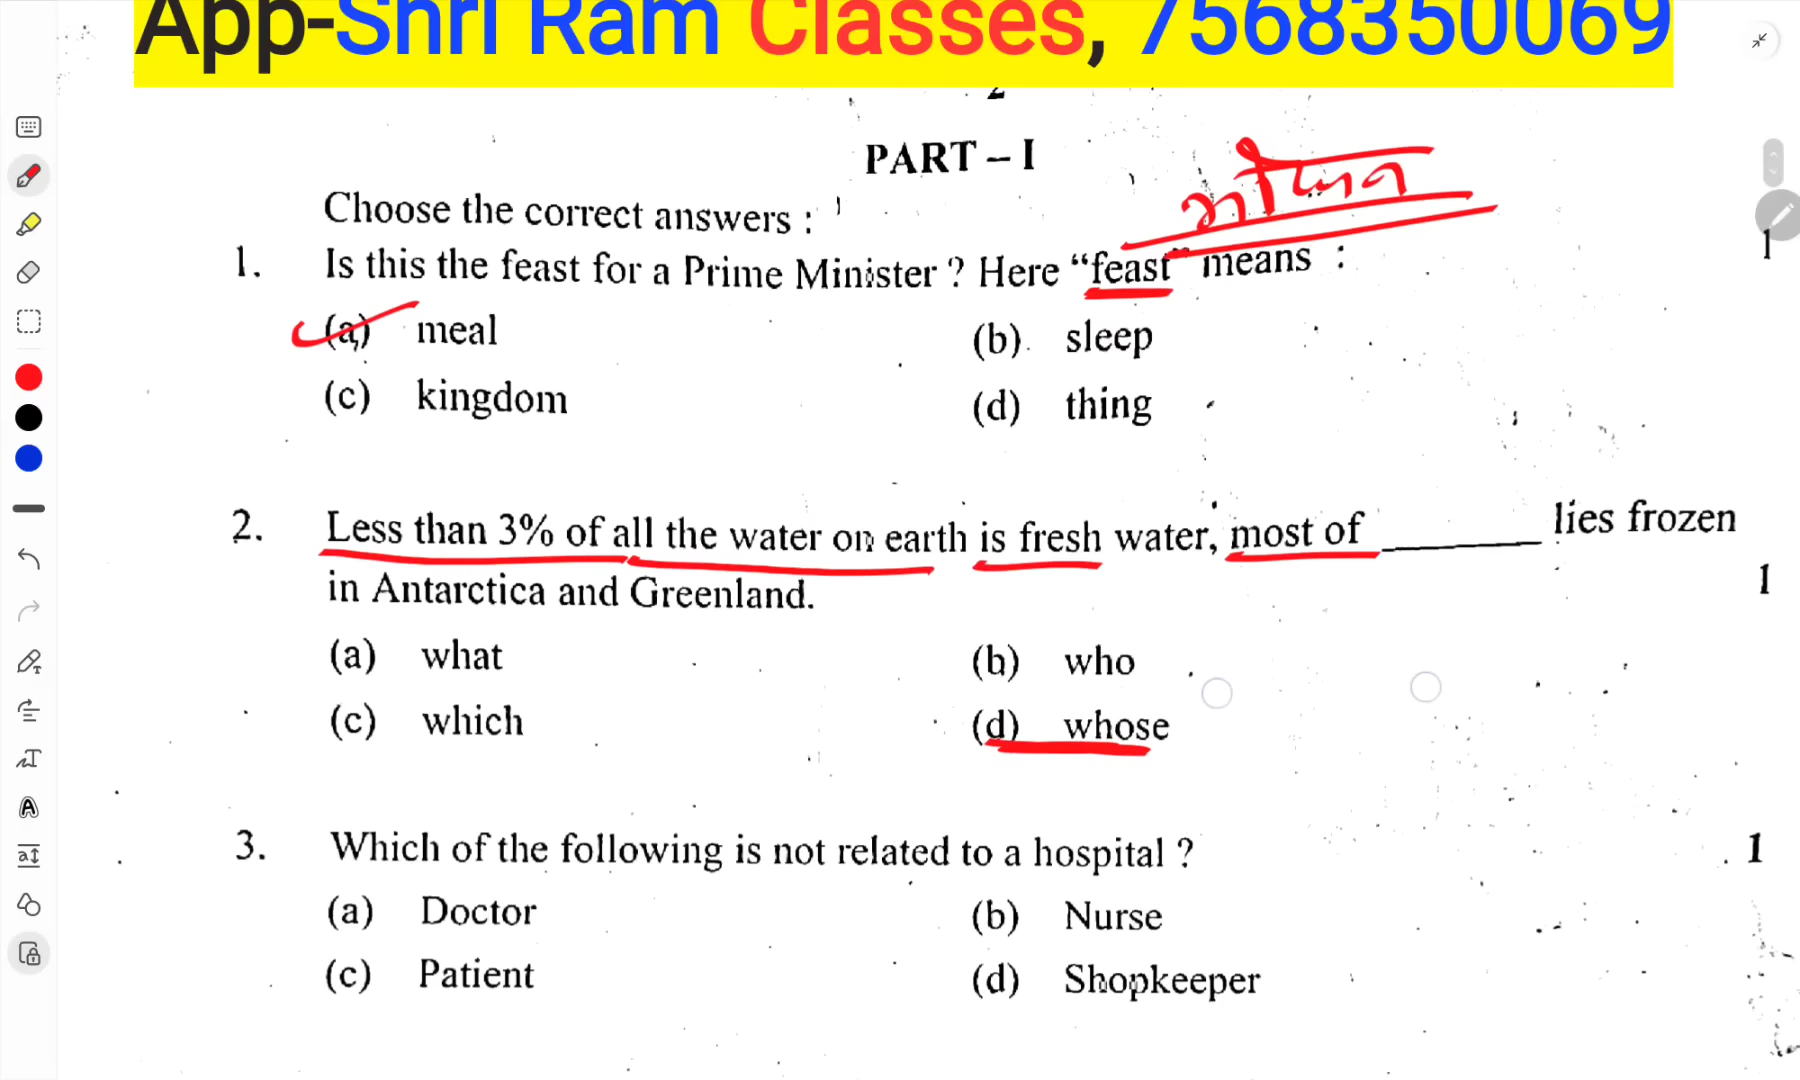 App-Shri Ram Classes, 7568350069
2
PART – I
भोजन
Choose the correct answers :
1. Is this the feast for a Prime Minister ? Here “feast” means : 1
(a) meal (b) sleep
(c) kingdom (d) thing
2. Less than 3% of all the water on earth is fresh water, most of ________ lies frozen
in Antarctica and Greenland. 1
(a) what (b) who
(c) which (d) whose
3. Which of the following is not related to a hospital ? 1
(a) Doctor (b) Nurse
(c) Patient (d) Shopkeeper